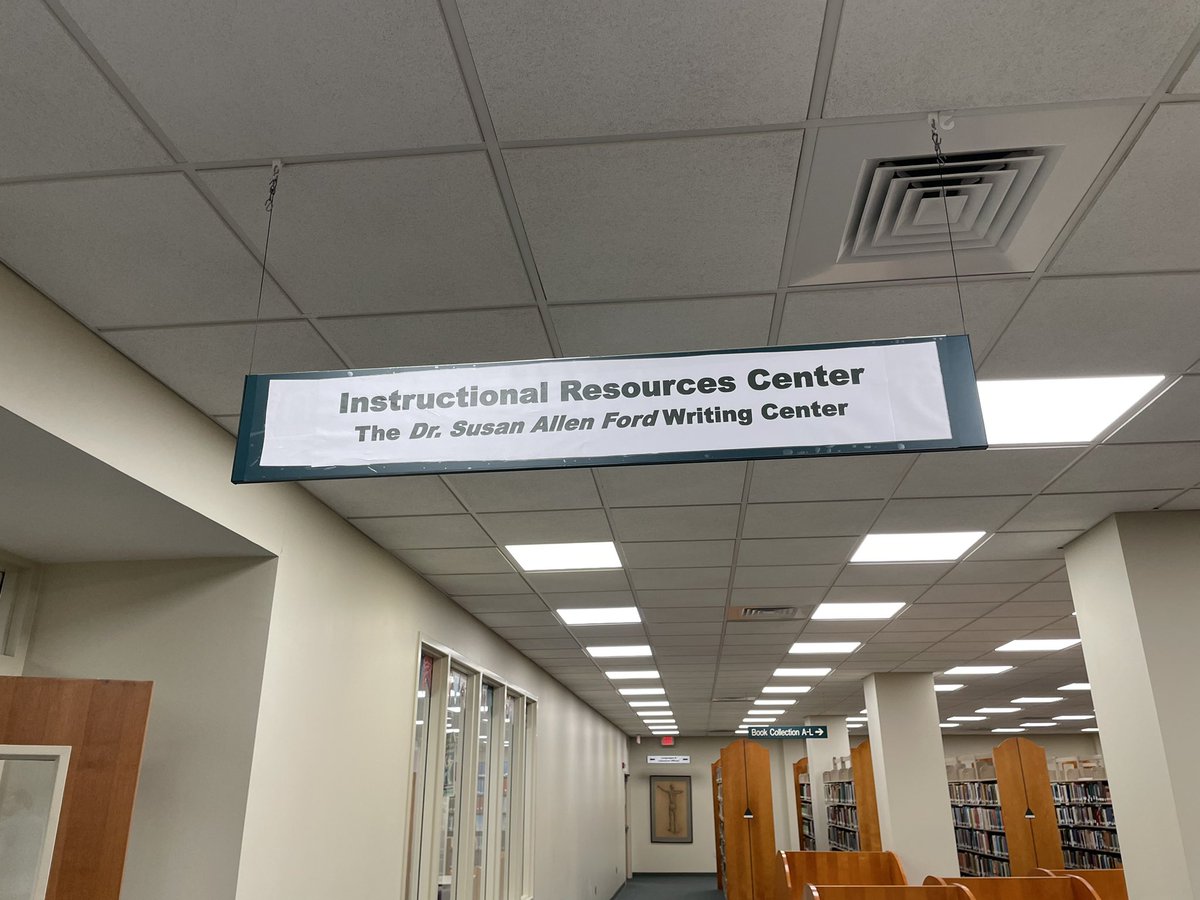 Instructional Resources Center
The Dr. Susan Allen Ford Writing Center
Book Collection A-L →